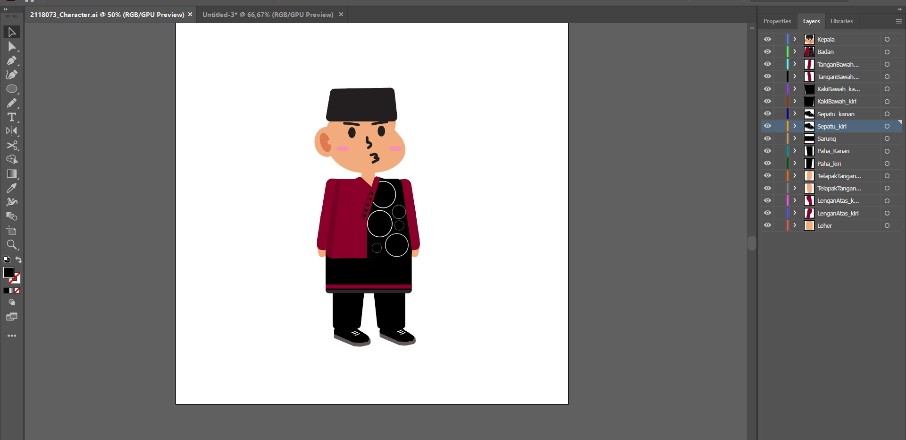 2118073_Character.ai @ 50% (RGB/GPU Preview) ×
Untitled-3* @ 66,67% (RGB/GPU Preview) ×
Properties Layers Libraries
Kepala
Badan
TanganBawah...
TanganBawah...
KakiBawah_ka...
KakiBawah_kiri
Sepatu_kanan
Sepatu_kiri
Sarung
Paha_Kanan
Paha_kiri
TelapakTangan...
TelapakTangan...
LenganAtas_k...
LenganAtas_kiri
Leher